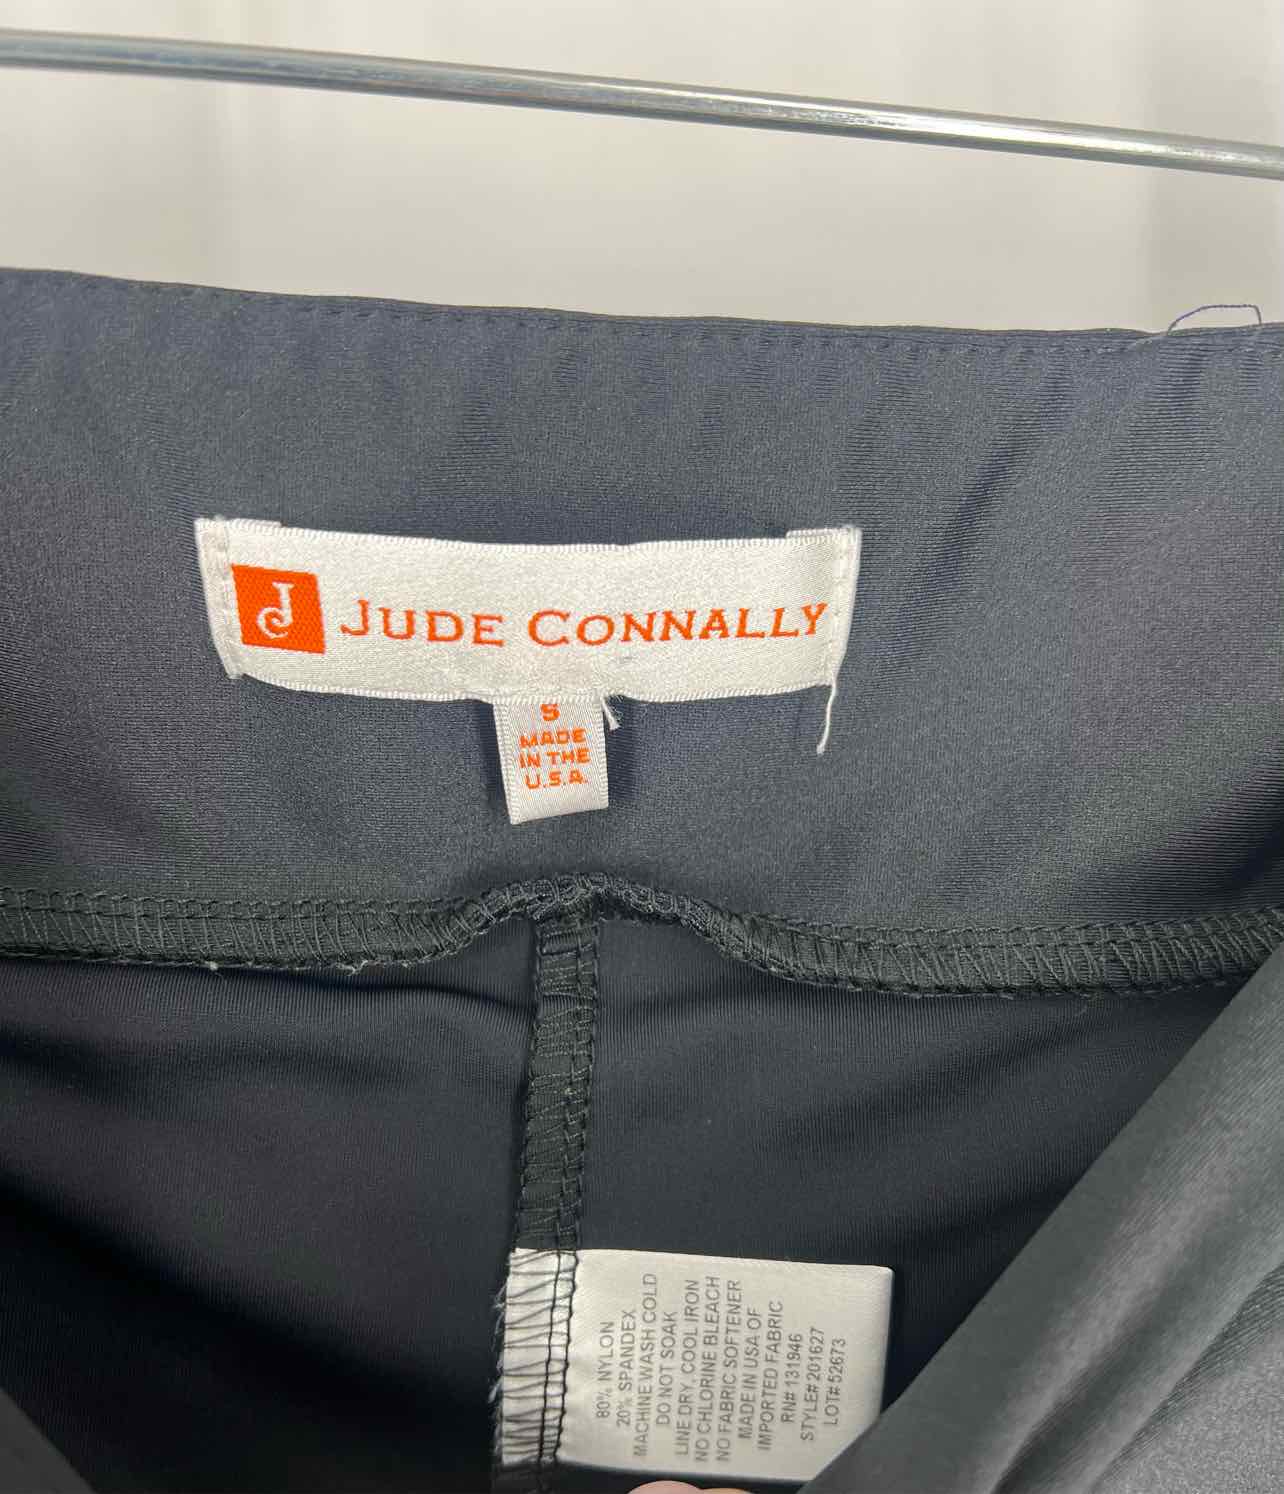 JC JUDE CONNALLY
S
MADE
IN THE
U.S.A.
80% NYLON
20% SPANDEX
MACHINE WASH COLD
DO NOT SOAK
LINE DRY. COOL IRON
NO CHLORINE BLEACH
NO FABRIC SOFTENER
MADE IN USA OF
IMPORTED FABRIC
RN# 131946
STYLE# 201627
LOT# 52673